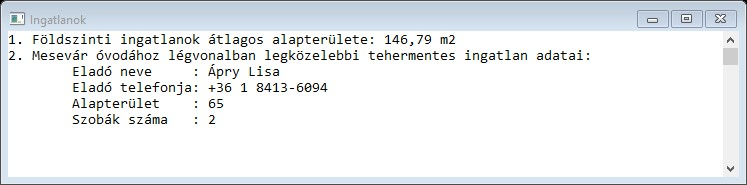 Ingatlanok
1. Földszinti ingatlanok átlagos alapterülete: 146,79 m2
2. Mesevár óvodához légvonalban legközelebbi tehermentes ingatlan adatai:
Eladó neve : Ápry Lisa
Eladó telefonja: +36 1 8413-6094
Alapterület : 65
Szobák száma : 2